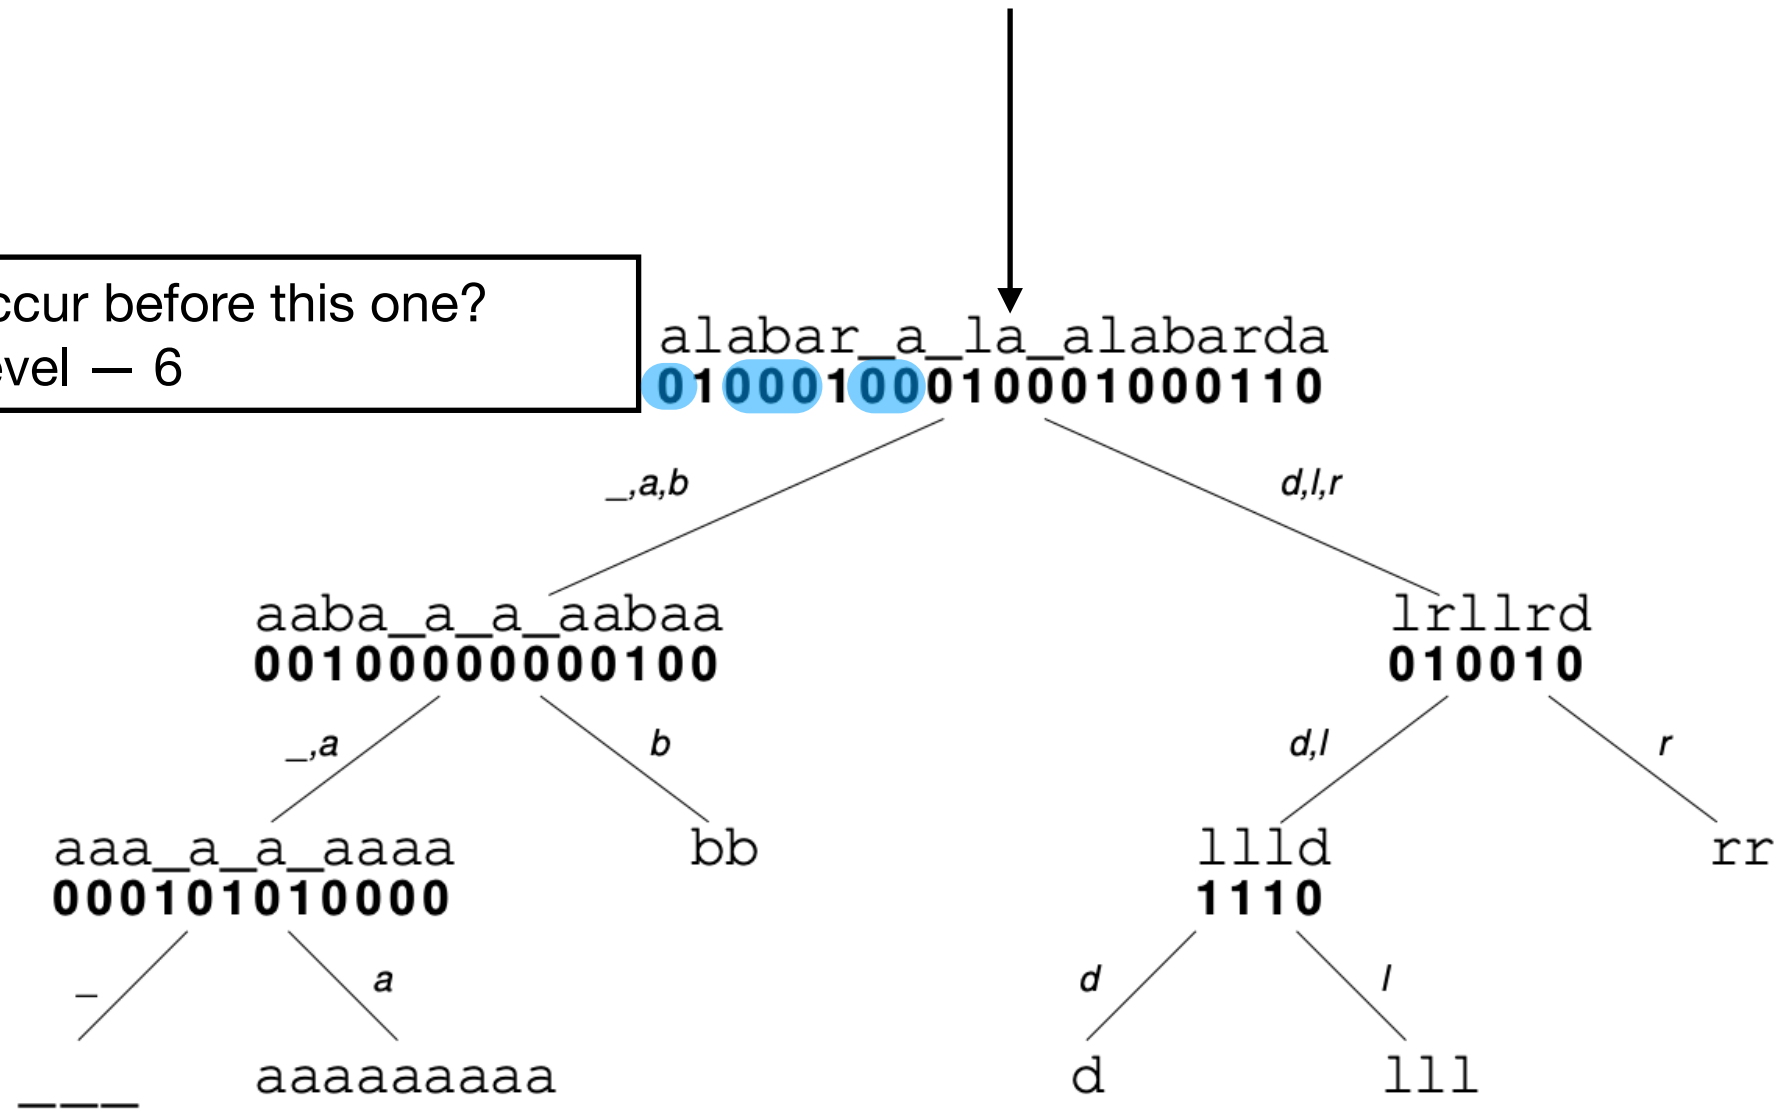 ccur before this one?
evel — 6
alabar_a_la_alabarda
01000100010001000110
_,a,b
d,l,r
aaba_a_a_aabaa
00100000000100
lrllrd
010010
_,a
b
d,l
r
aaa_a_a_aaaa
000101010000
bb
llld
1110
rr
_
a
d
l
___
aaaaaaaaa
d
lll